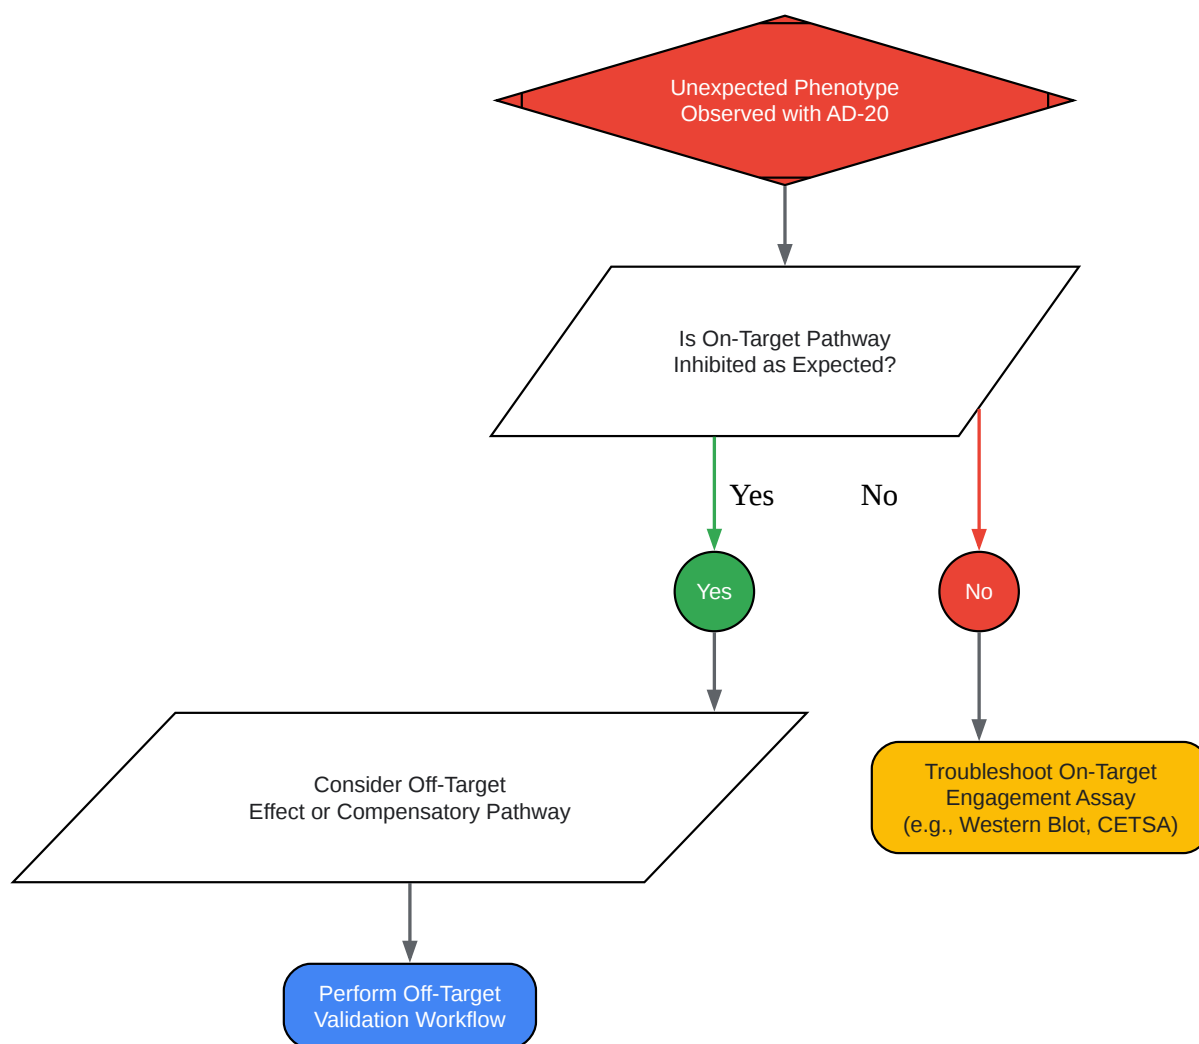 Unexpected Phenotype
Observed with AD-20
Is On-Target Pathway
Inhibited as Expected?
Yes
No
Yes
No
Consider Off-Target
Effect or Compensatory Pathway
Troubleshoot On-Target
Engagement Assay
(e.g., Western Blot, CETSA)
Perform Off-Target
Validation Workflow